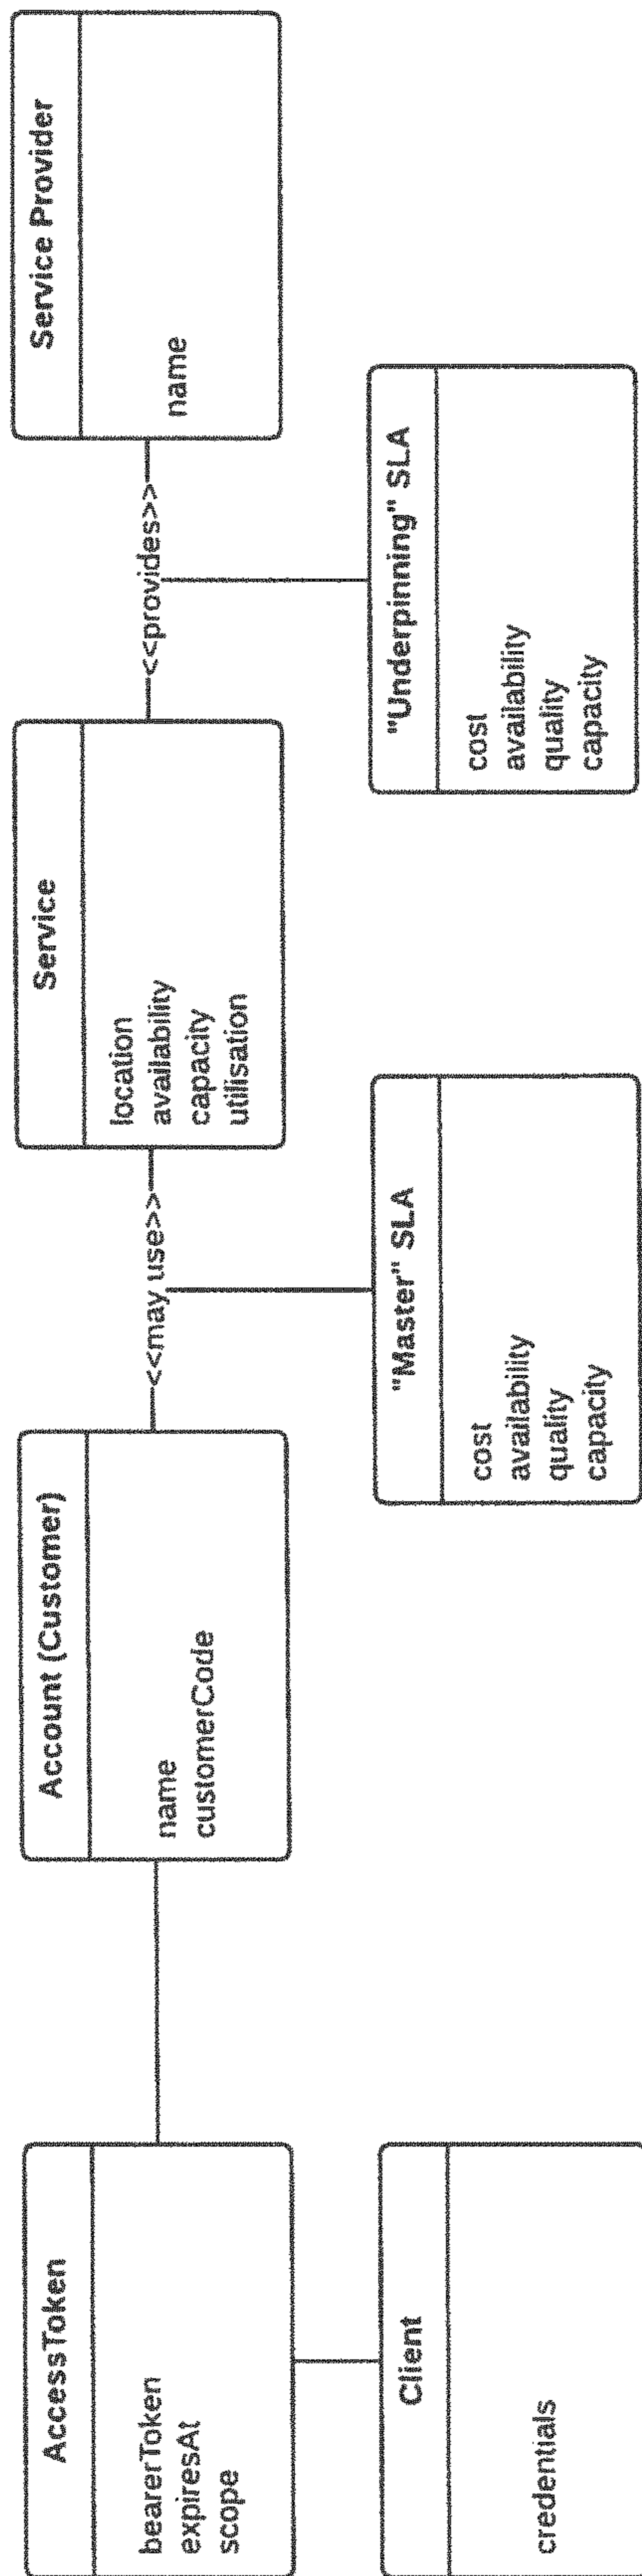 AccessToken
bearerToken
expiresAt
scope
Account (Customer)
name
customerCode
<<may use>>
Service
location
availability
capacity
utilisation
<<provides>>
Service Provider
name
Client
credentials
"Master" SLA
cost
availability
quality
capacity
"Underpinning" SLA
cost
availability
quality
capacity